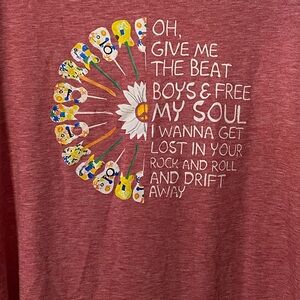 OH,
GIVE ME
THE BEAT
BOYS & FREE
MY SOUL
I WANNA GET
LOST IN YOUR
ROCK AND ROLL
AND DRIFT
AWAY